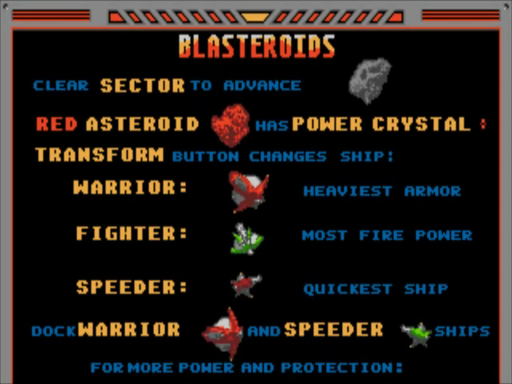 BLASTEROIDS
CLEAR SECTOR TO ADVANCE
RED ASTEROID HAS POWER CRYSTAL :
TRANSFORM BUTTON CHANGES SHIP:
WARRIOR: HEAVIEST ARMOR
FIGHTER: MOST FIRE POWER
SPEEDER: QUICKEST SHIP
DOCK WARRIOR AND SPEEDER SHIPS
FOR MORE POWER AND PROTECTION: